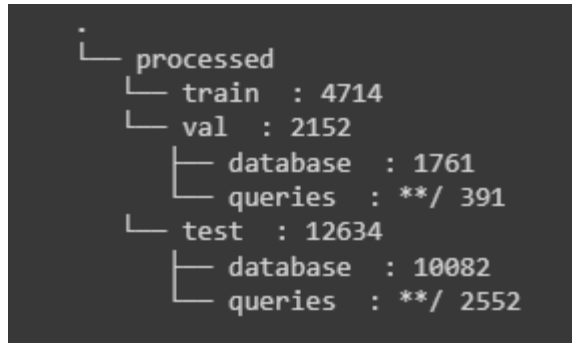 .
└── processed
    └── train  : 4714
    └── val  : 2152
        ├── database  : 1761
        └── queries  : **/ 391
    └── test  : 12634
        ├── database  : 10082
        └── queries  : **/ 2552